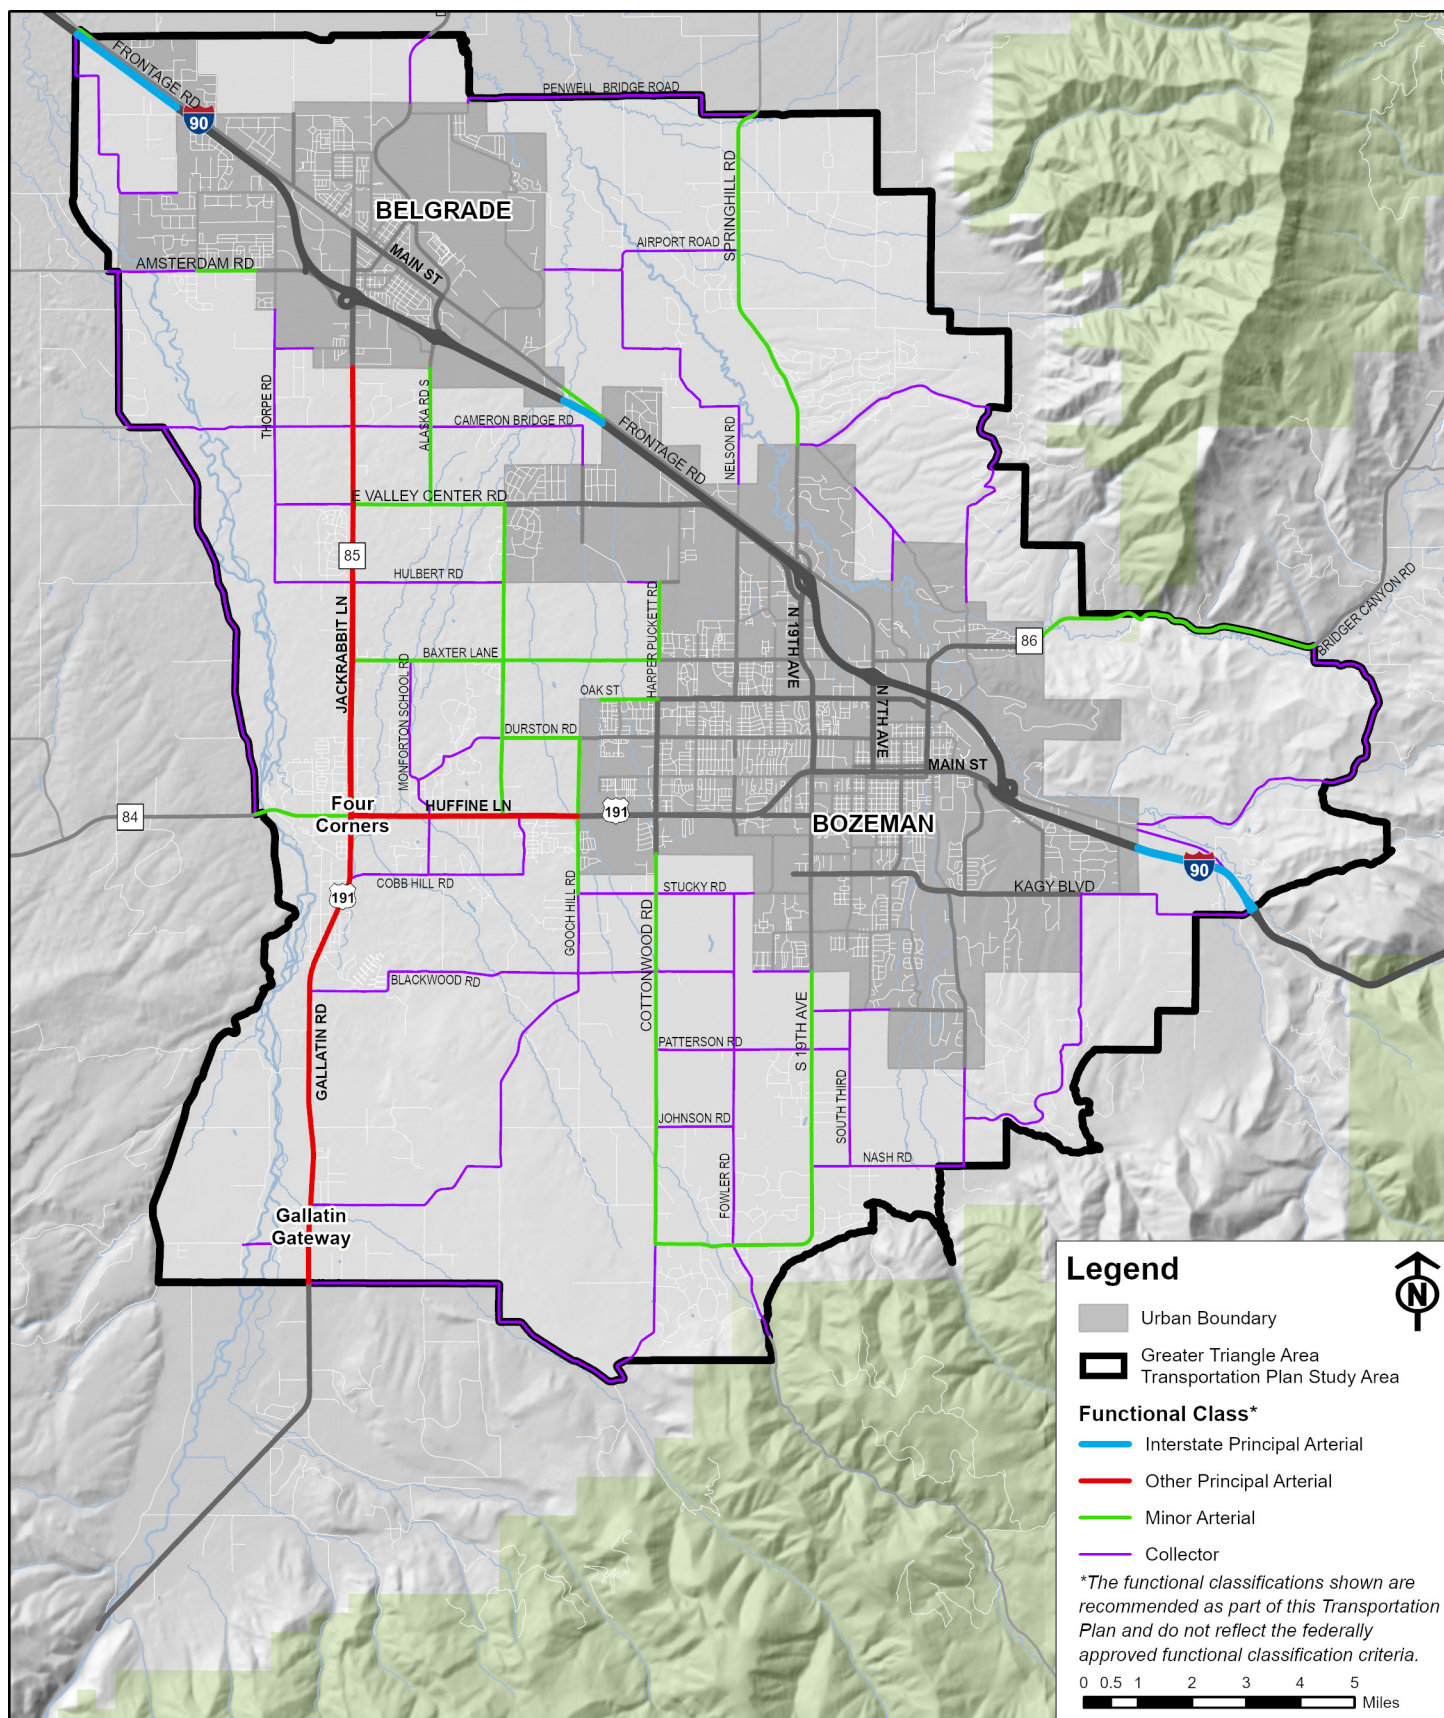 PENWELL BRIDGE ROAD
FRONTAGE RD
90
SPRINGHILL RD
BELGRADE
AIRPORT ROAD
MAIN ST
AMSTERDAM RD
THORPE RD
ALASKA RD S
CAMERON BRIDGE RD
FRONTAGE RD
NELSON RD
E VALLEY CENTER RD
85
HULBERT RD
HARPER PUCKETT RD
N 19TH AVE
86
BRIDGER CANYON RD
JACKRABBIT LN
BAXTER LANE
MONFORTON SCHOOL RD
OAK ST
N 7TH AVE
DURSTON RD
MAIN ST
Four
Corners
HUFFINE LN
191
84
BOZEMAN
90
COBB HILL RD
191
GOOCH HILL RD
STUCKY RD
KAGY BLVD
COTTONWOOD RD
BLACKWOOD RD
S 19TH AVE
GALLATIN RD
PATTERSON RD
JOHNSON RD
SOUTH THIRD
FOWLER RD
NASH RD
Gallatin
Gateway
Legend
N
Urban Boundary
Greater Triangle Area
Transportation Plan Study Area
Functional Class*
Interstate Principal Arterial
Other Principal Arterial
Minor Arterial
Collector
*The functional classifications shown are
recommended as part of this Transportation
Plan and do not reflect the federally
approved functional classification criteria.
0 0.5 1 2 3 4 5
Miles